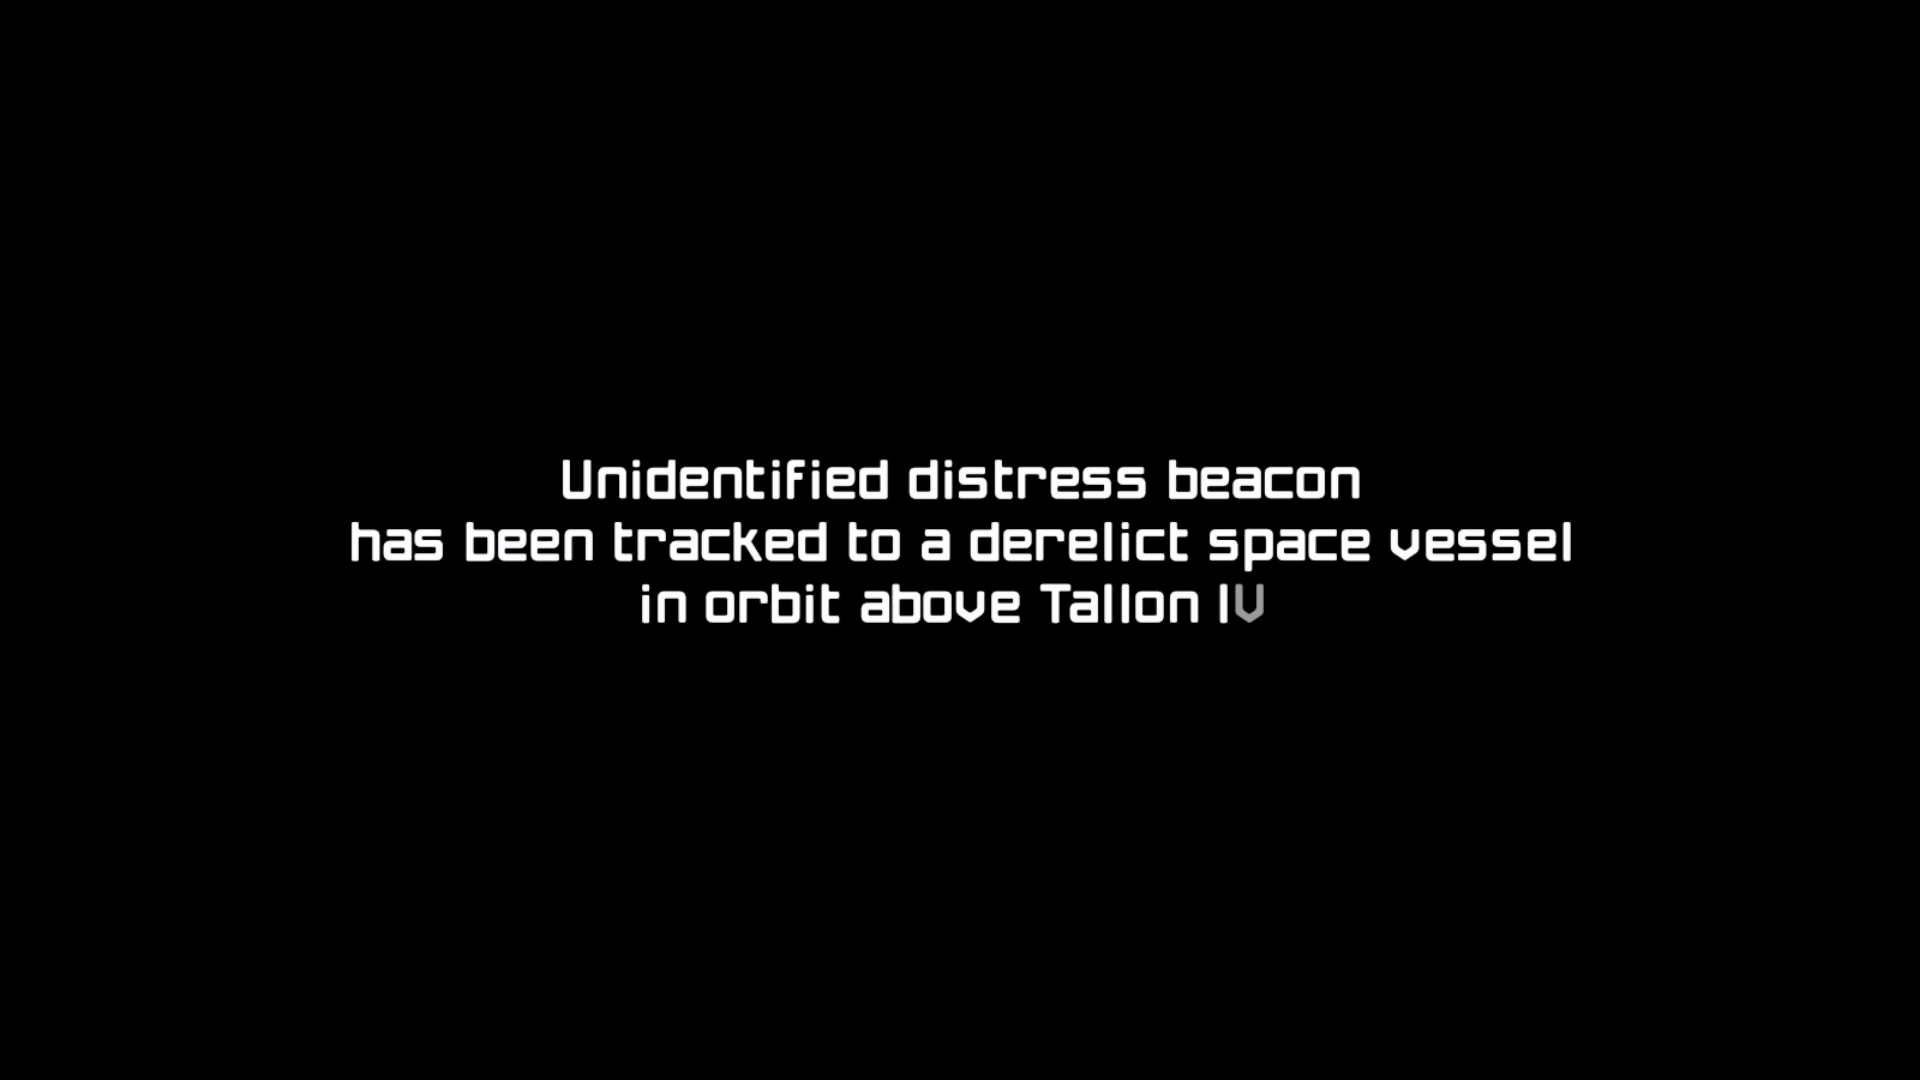 Unidentified distress beacon
has been tracked to a derelict space vessel
in orbit above Tallon IV